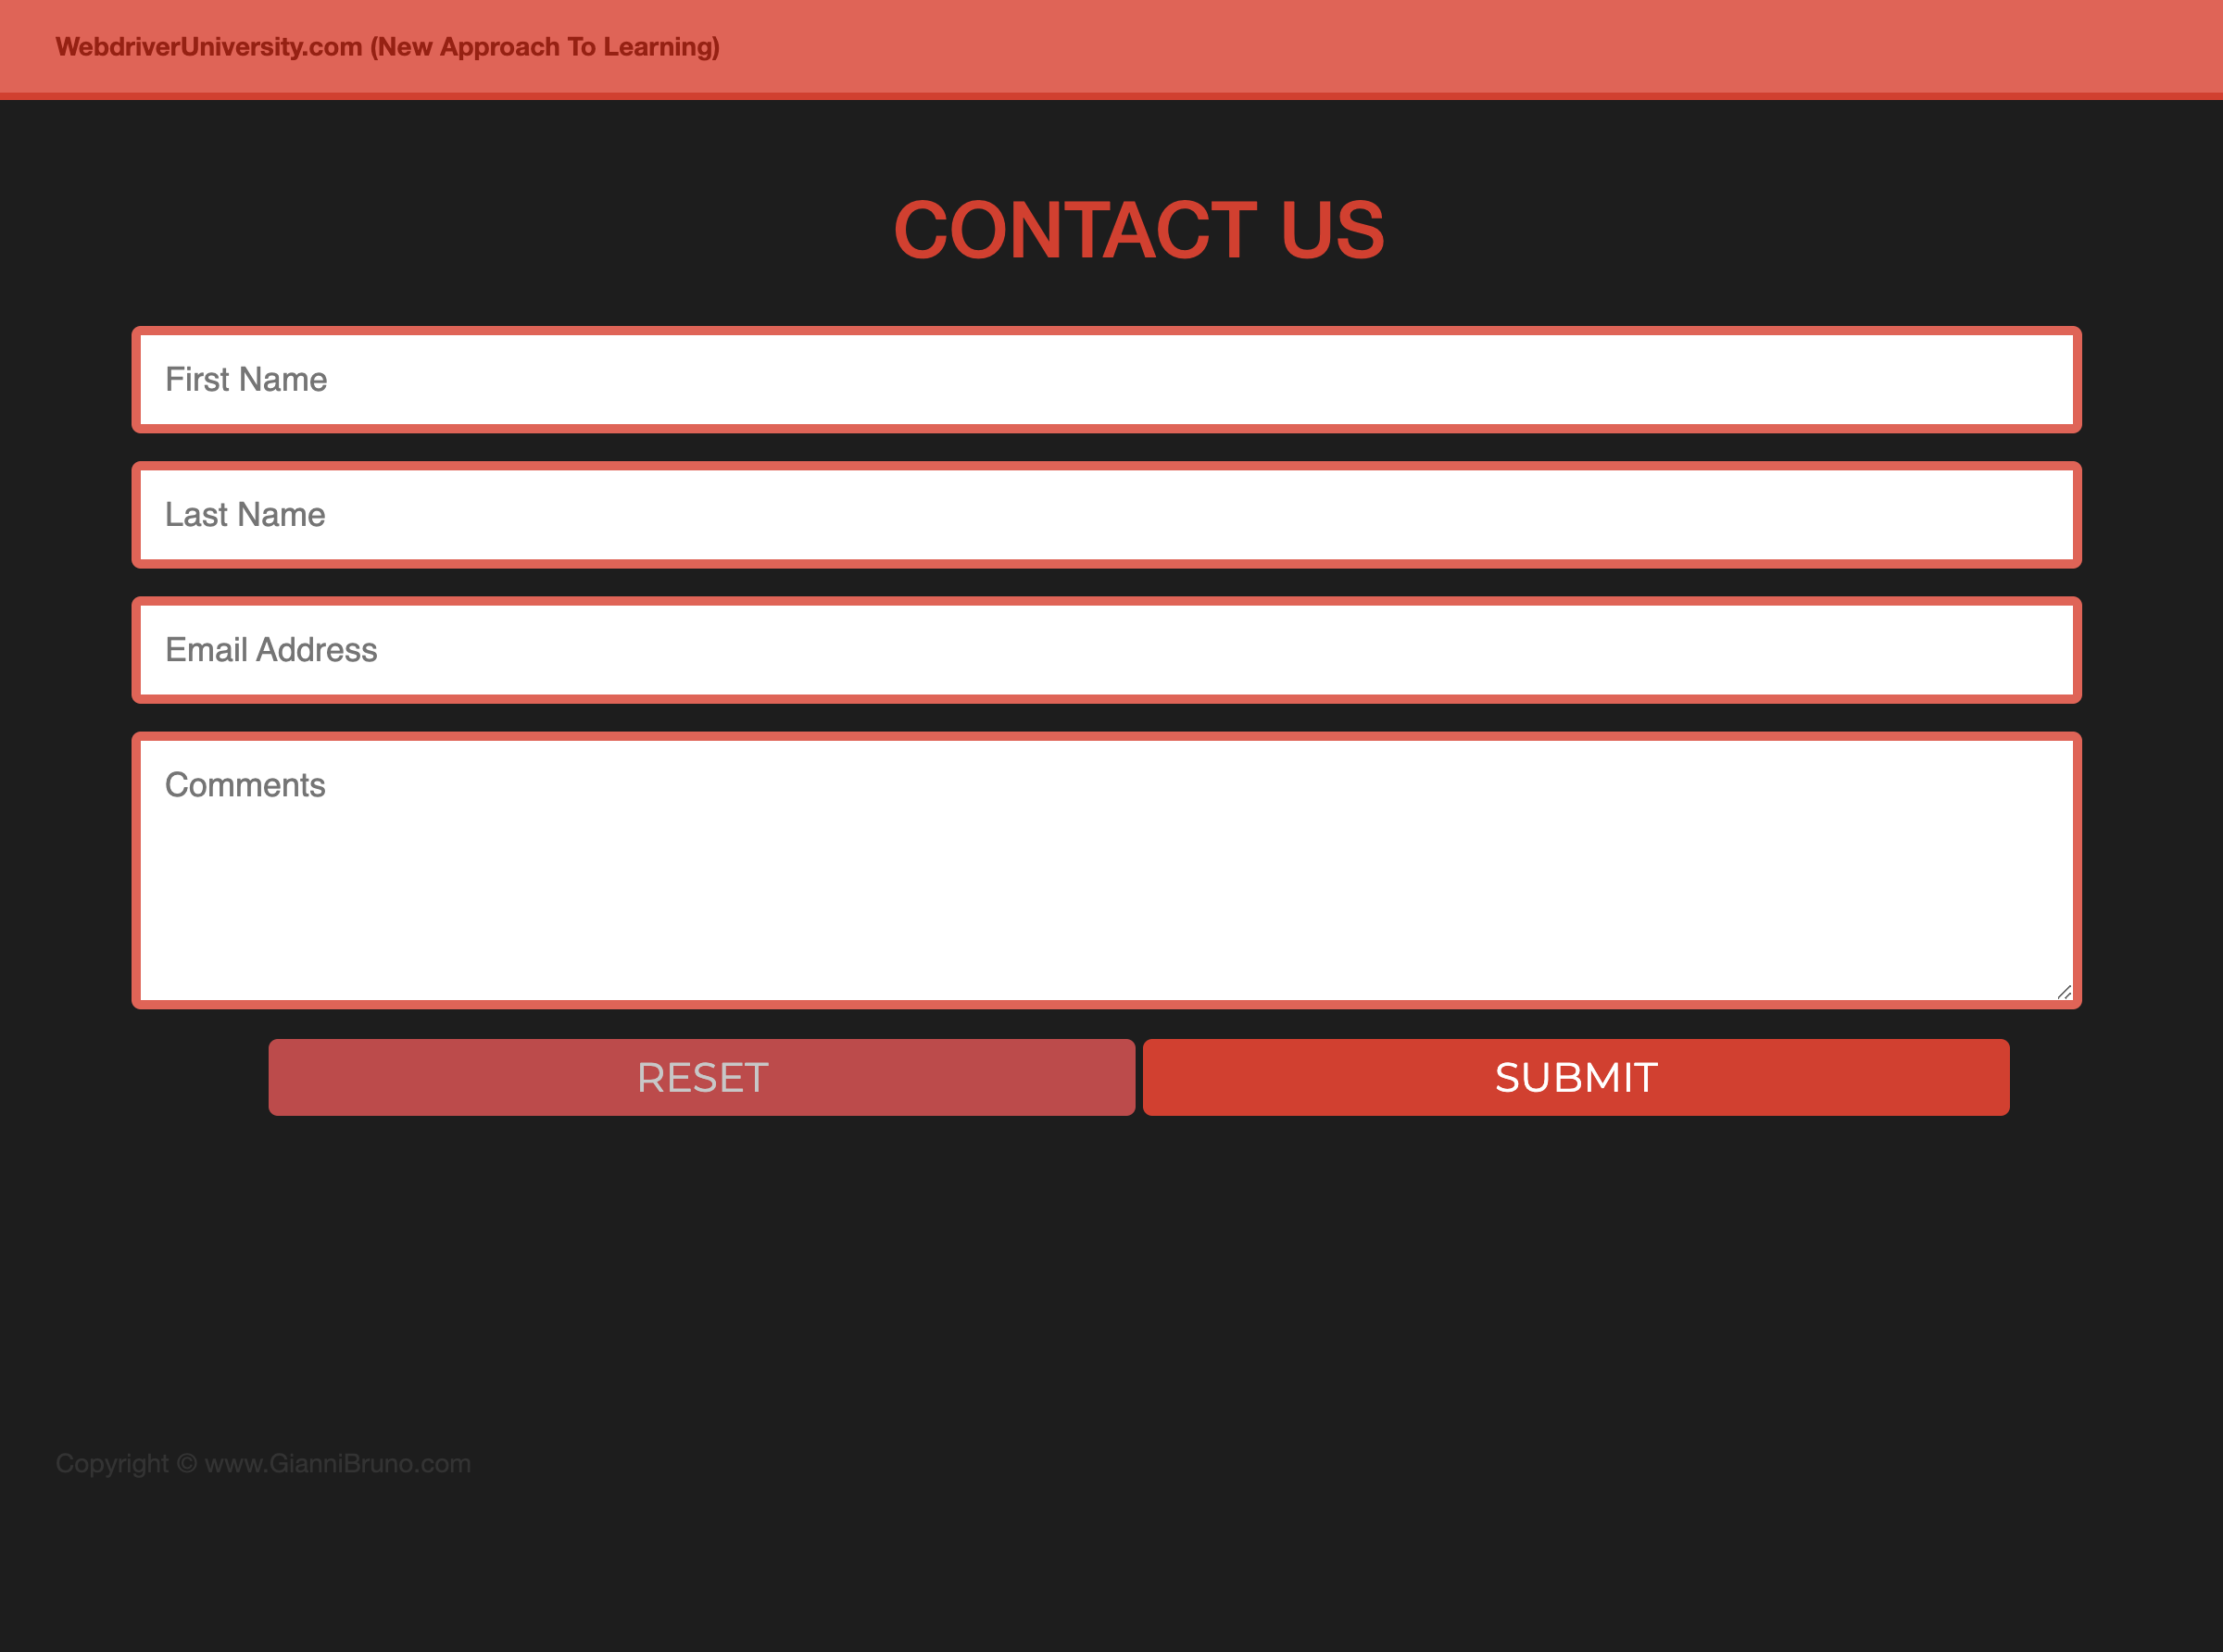 WebdriverUniversity.com (New Approach To Learning)
CONTACT US
First Name
Last Name
Email Address
Comments
RESET
SUBMIT
Copyright © www.GianniBruno.com